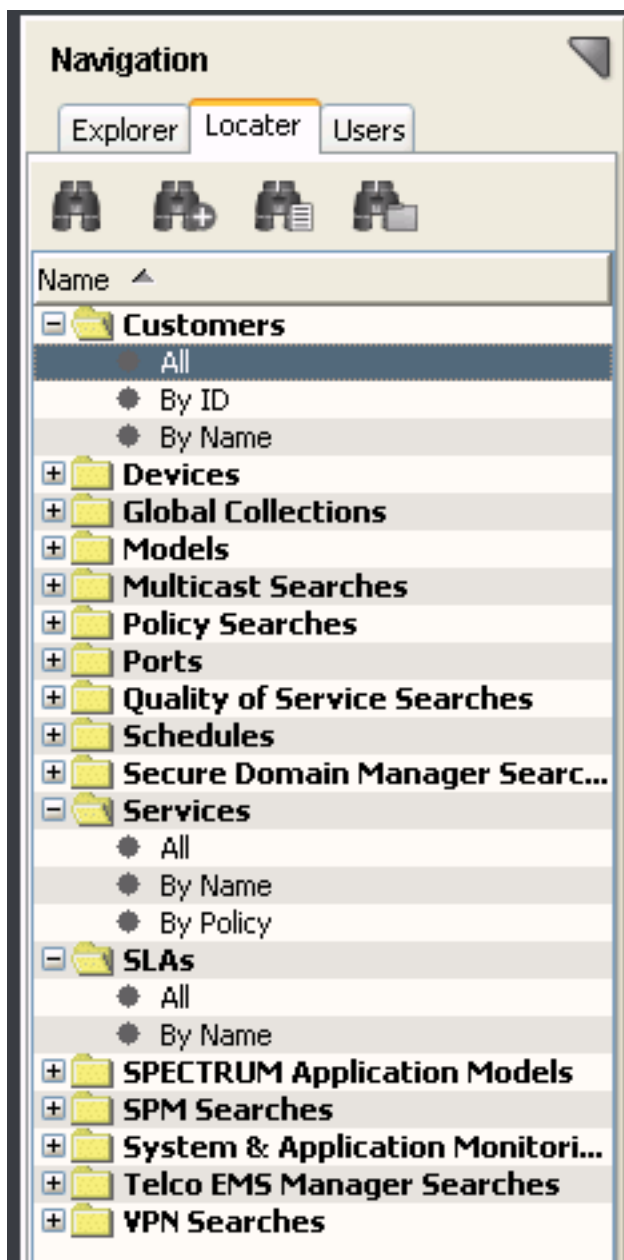 Navigation
Explorer Locater Users
Name
Customers
All
By ID
By Name
Devices
Global Collections
Models
Multicast Searches
Policy Searches
Ports
Quality of Service Searches
Schedules
Secure Domain Manager Searc...
Services
All
By Name
By Policy
SLAs
All
By Name
SPECTRUM Application Models
SPM Searches
System & Application Monitori...
Telco EMS Manager Searches
VPN Searches